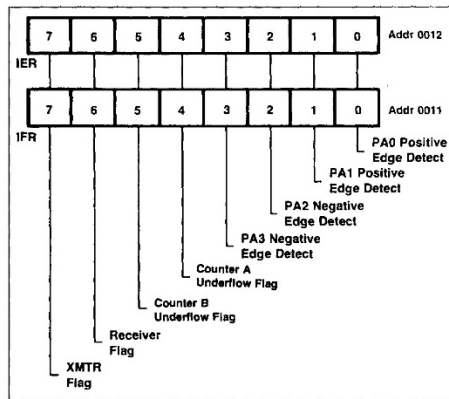 7 6 5 4 3 2 1 0 Addr 0012
IER
7 6 5 4 3 2 1 0 Addr 0011
IFR
PA0 Positive
Edge Detect
PA1 Positive
Edge Detect
PA2 Negative
Edge Detect
PA3 Negative
Edge Detect
Counter A
Underflow Flag
Counter B
Underflow Flag
Receiver
Flag
XMTR
Flag